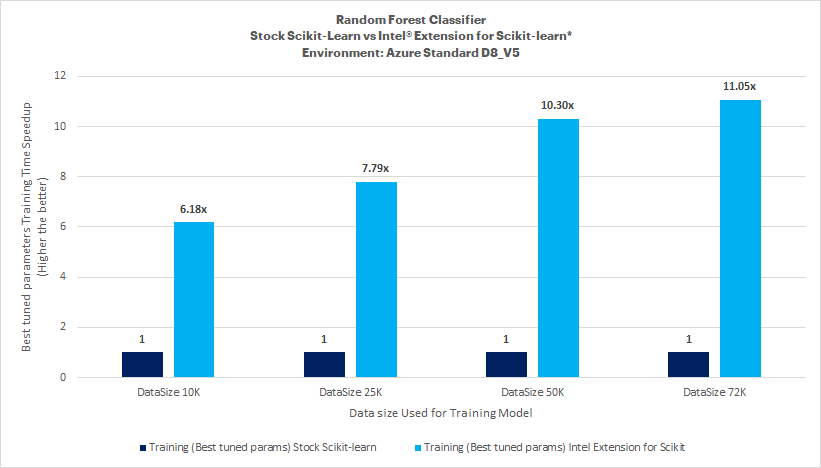 Random Forest Classifier
Stock Scikit-Learn vs Intel® Extension for Scikit-learn*
Environment: Azure Standard D8_V5
Best tuned parameters Training Time Speedup
(Higher the better)
12
10
8
6
4
2
0
1
6.18x
1
7.79x
1
10.30x
1
11.05x
DataSize 10K
DataSize 25K
DataSize 50K
DataSize 72K
Data size Used for Training Model
Training (Best tuned params) Stock Scikit-learn
Training (Best tuned params) Intel Extension for Scikit